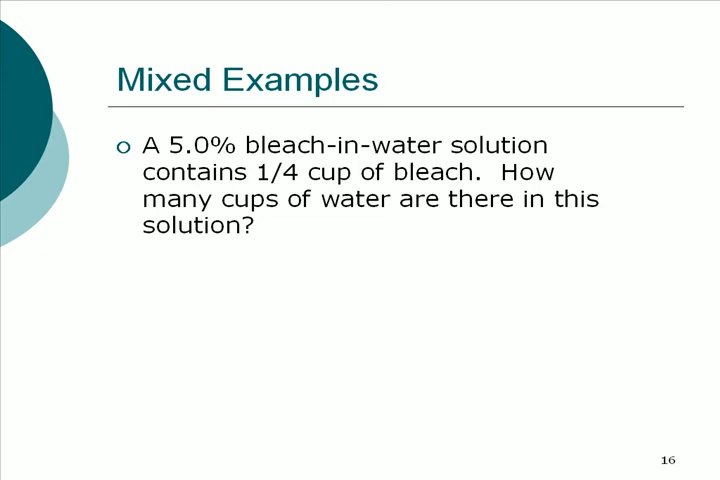 Mixed Examples
A 5.0% bleach-in-water solution
contains 1/4 cup of bleach.  How
many cups of water are there in this
solution?
16